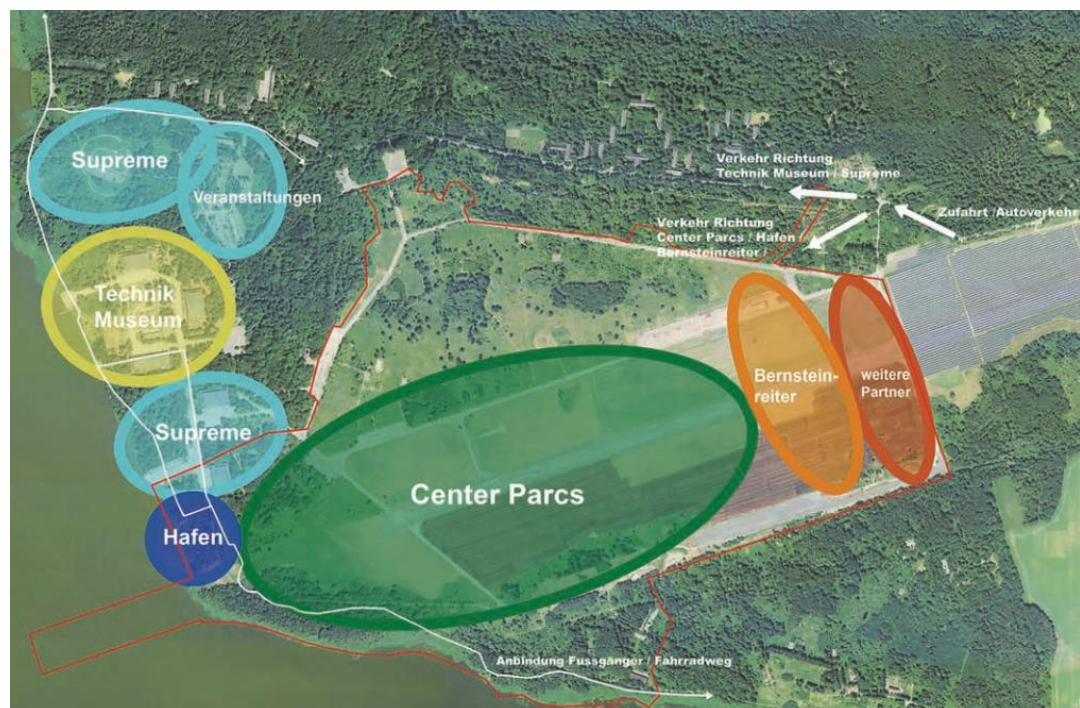 Supreme
Veranstaltungen
Verkehr Richtung
Technik Museum / Supreme
Verkehr Richtung
Center Parcs / Hafen /
Bernsteinreiter /
Zufahrt /Autoverkehr
Technik
Museum
Bernstein-
reiter
weitere
Partner
Supreme
Center Parcs
Hafen
Anbindung Fussgänger / Fahrradweg